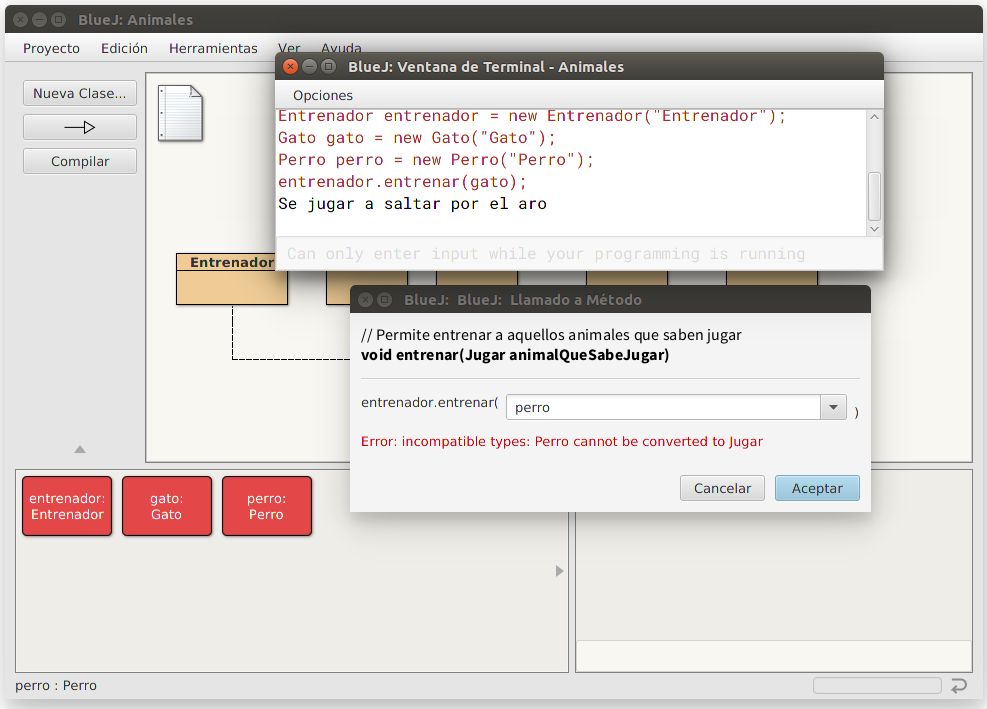 BlueJ: Animales
Proyecto Edición Herramientas Ver Ayuda
Nueva Clase...
Compilar
Entrenador
BlueJ: Ventana de Terminal - Animales
Opciones
Entrenador entrenador = new Entrenador("Entrenador");
Gato gato = new Gato("Gato");
Perro perro = new Perro("Perro");
entrenador.entrenar(gato);
Se jugar a saltar por el aro
Can only enter input while your programming is running
BlueJ: BlueJ: Llamado a Método
// Permite entrenar a aquellos animales que saben jugar
void entrenar(Jugar animalQueSabeJugar)
entrenador.entrenar( perro )
Error: incompatible types: Perro cannot be converted to Jugar
Cancelar Aceptar
entrenador:
Entrenador
gato:
Gato
perro:
Perro
perro : Perro